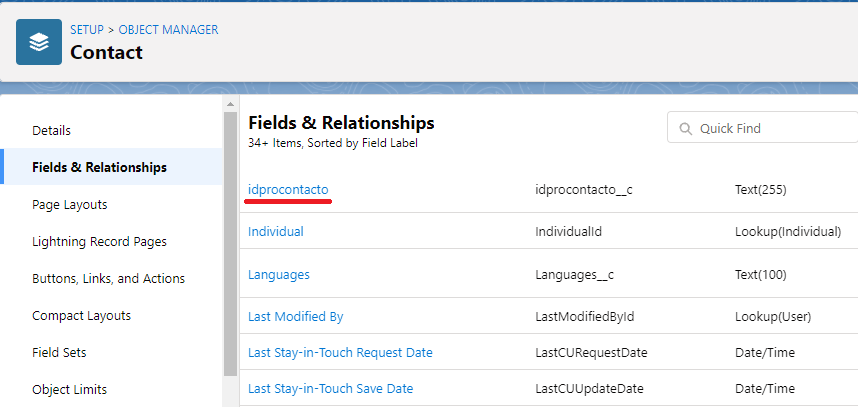 SETUP > OBJECT MANAGER
Contact
Details
Fields & Relationships
Page Layouts
Lightning Record Pages
Buttons, Links, and Actions
Compact Layouts
Field Sets
Object Limits
Fields & Relationships
34+ Items, Sorted by Field Label
Quick Find
idprocontacto idprocontacto__c Text(255)
Individual IndividualId Lookup(Individual)
Languages Languages__c Text(100)
Last Modified By LastModifiedById Lookup(User)
Last Stay-in-Touch Request Date LastCURequestDate Date/Time
Last Stay-in-Touch Save Date LastCUUpdateDate Date/Time